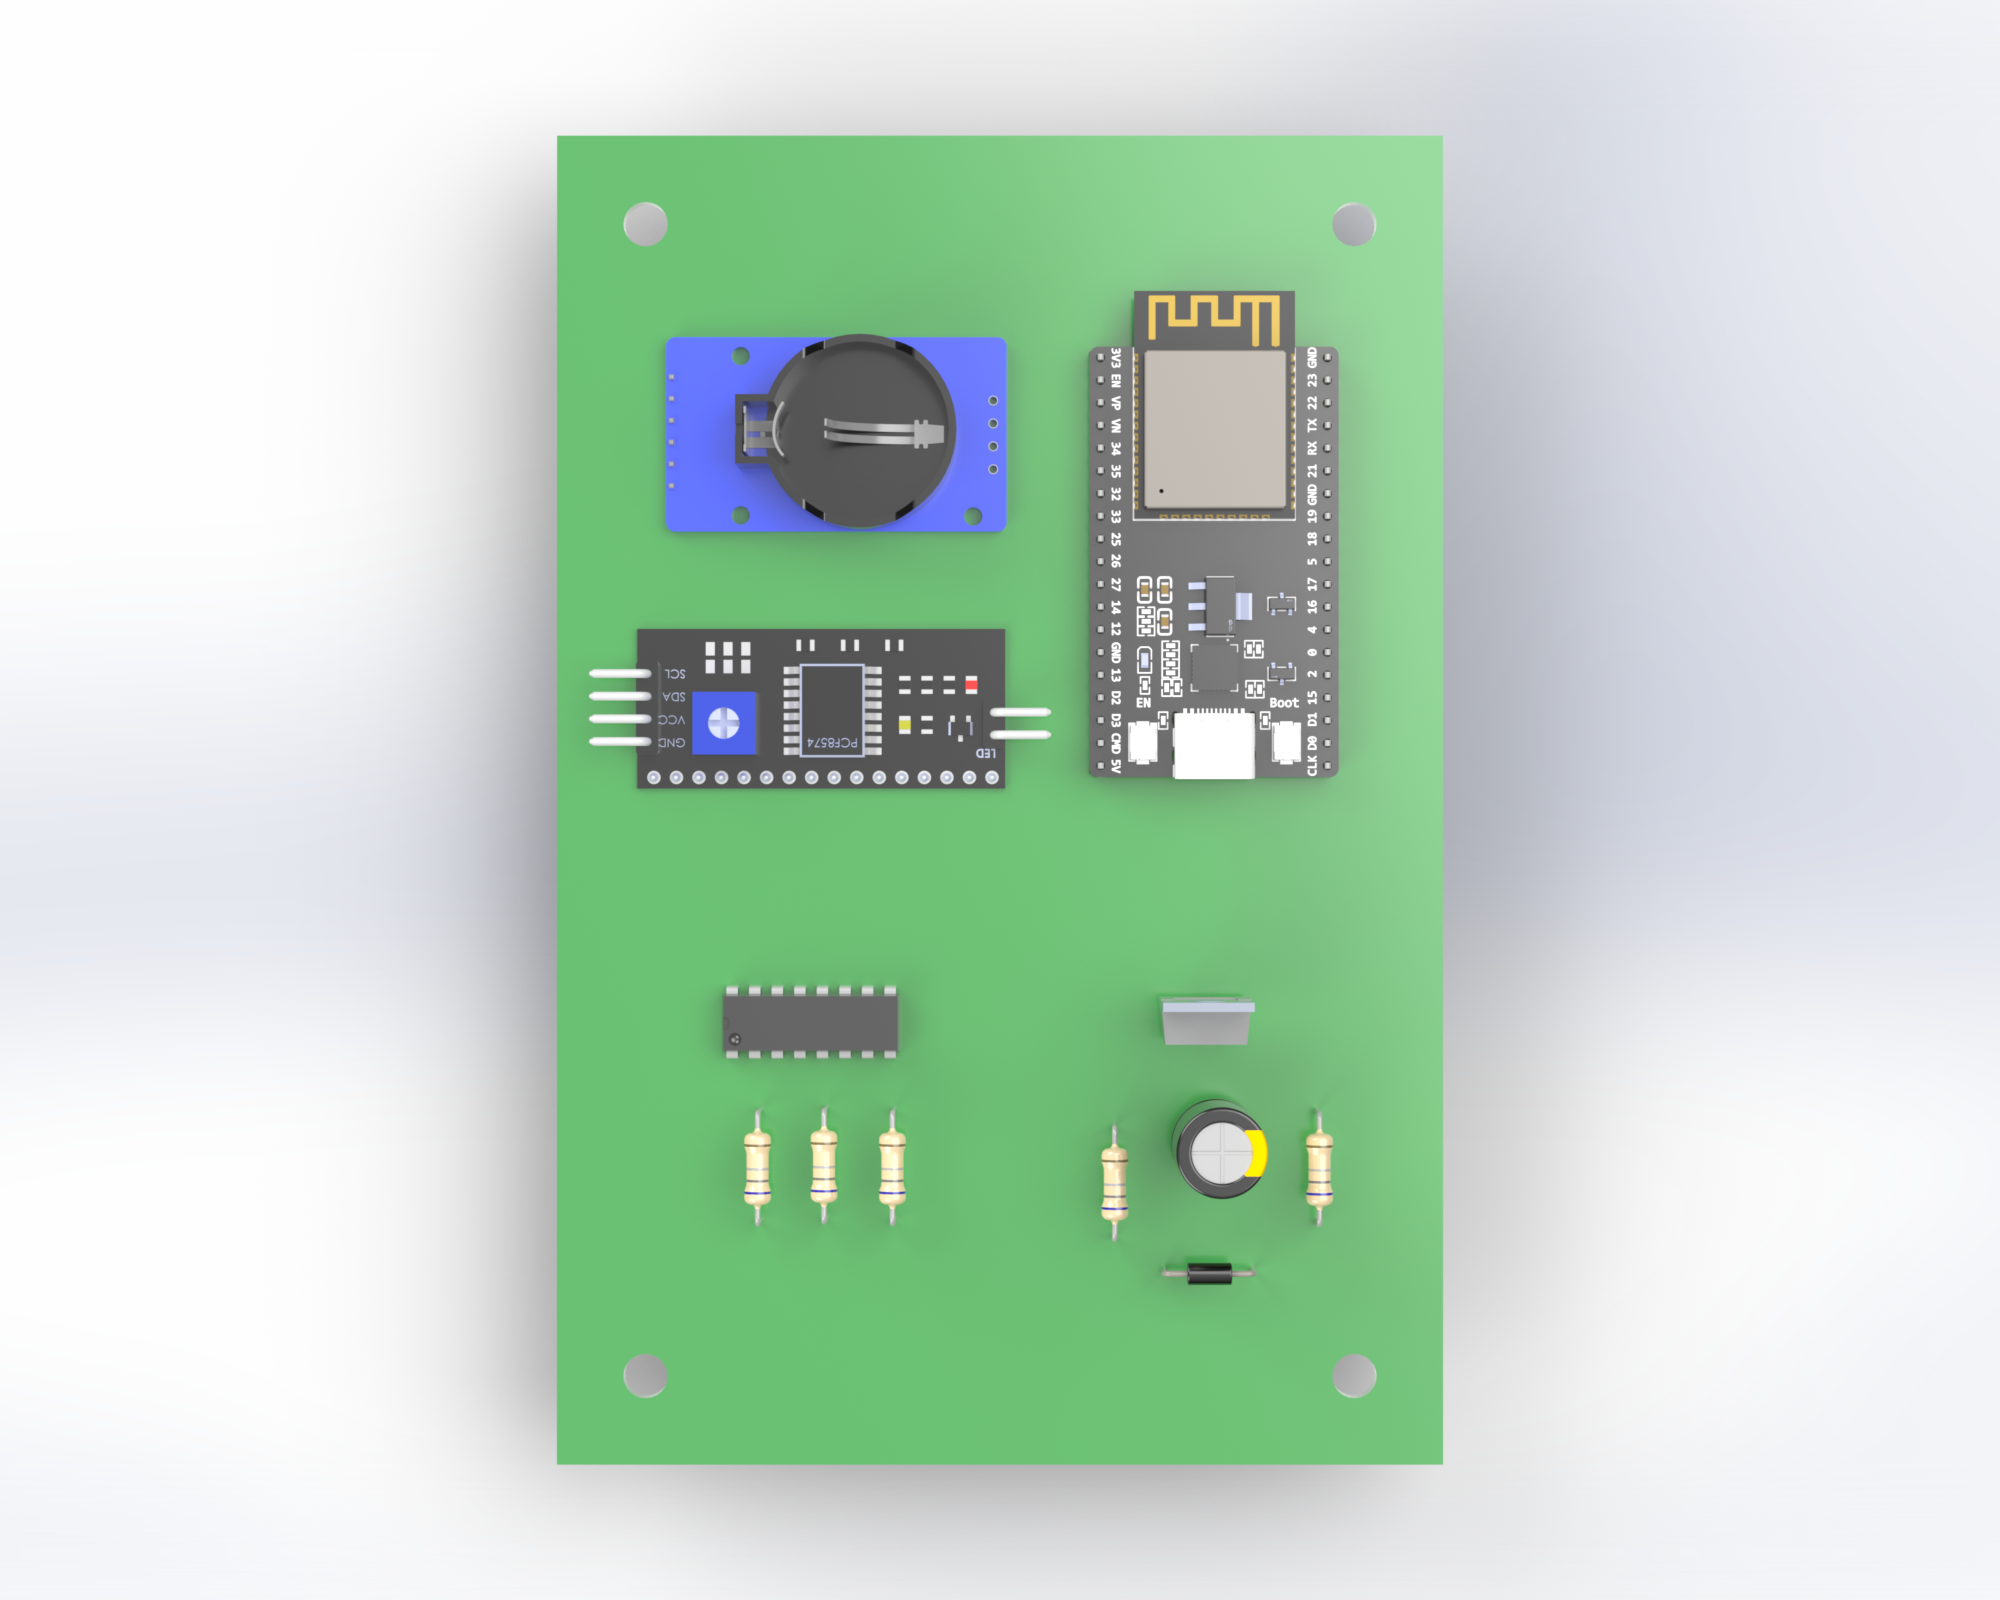 3V3
EN
VP
VN
34
35
32
33
25
26
27
14
12
GND
13
D2
D3
CMD
5V
GND
23
22
TX
RX
21
GND
19
18
5
17
16
4
0
2
15
D1
D0
CLK
EN
Boot
SCL
SDA
VCC
GND
PCF8574
LED